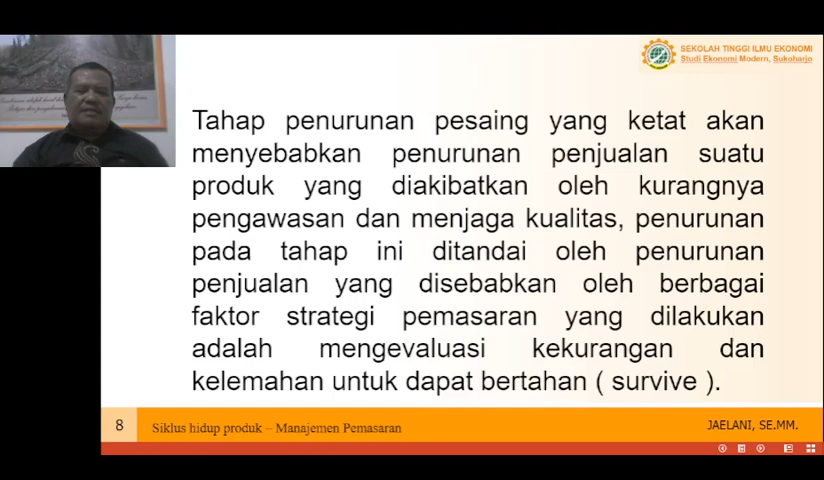 SEKOLAH TINGGI ILMU EKONOMI
Studi Ekonomi Modern, Sukoharjo
Tahap penurunan pesaing yang ketat akan
menyebabkan penurunan penjualan suatu
produk yang diakibatkan oleh kurangnya
pengawasan dan menjaga kualitas, penurunan
pada tahap ini ditandai oleh penurunan
penjualan yang disebabkan oleh berbagai
faktor strategi pemasaran yang dilakukan
adalah mengevaluasi kekurangan dan
kelemahan untuk dapat bertahan ( survive ).
8
Siklus hidup produk – Manajemen Pemasaran
JAELANI, SE.MM.